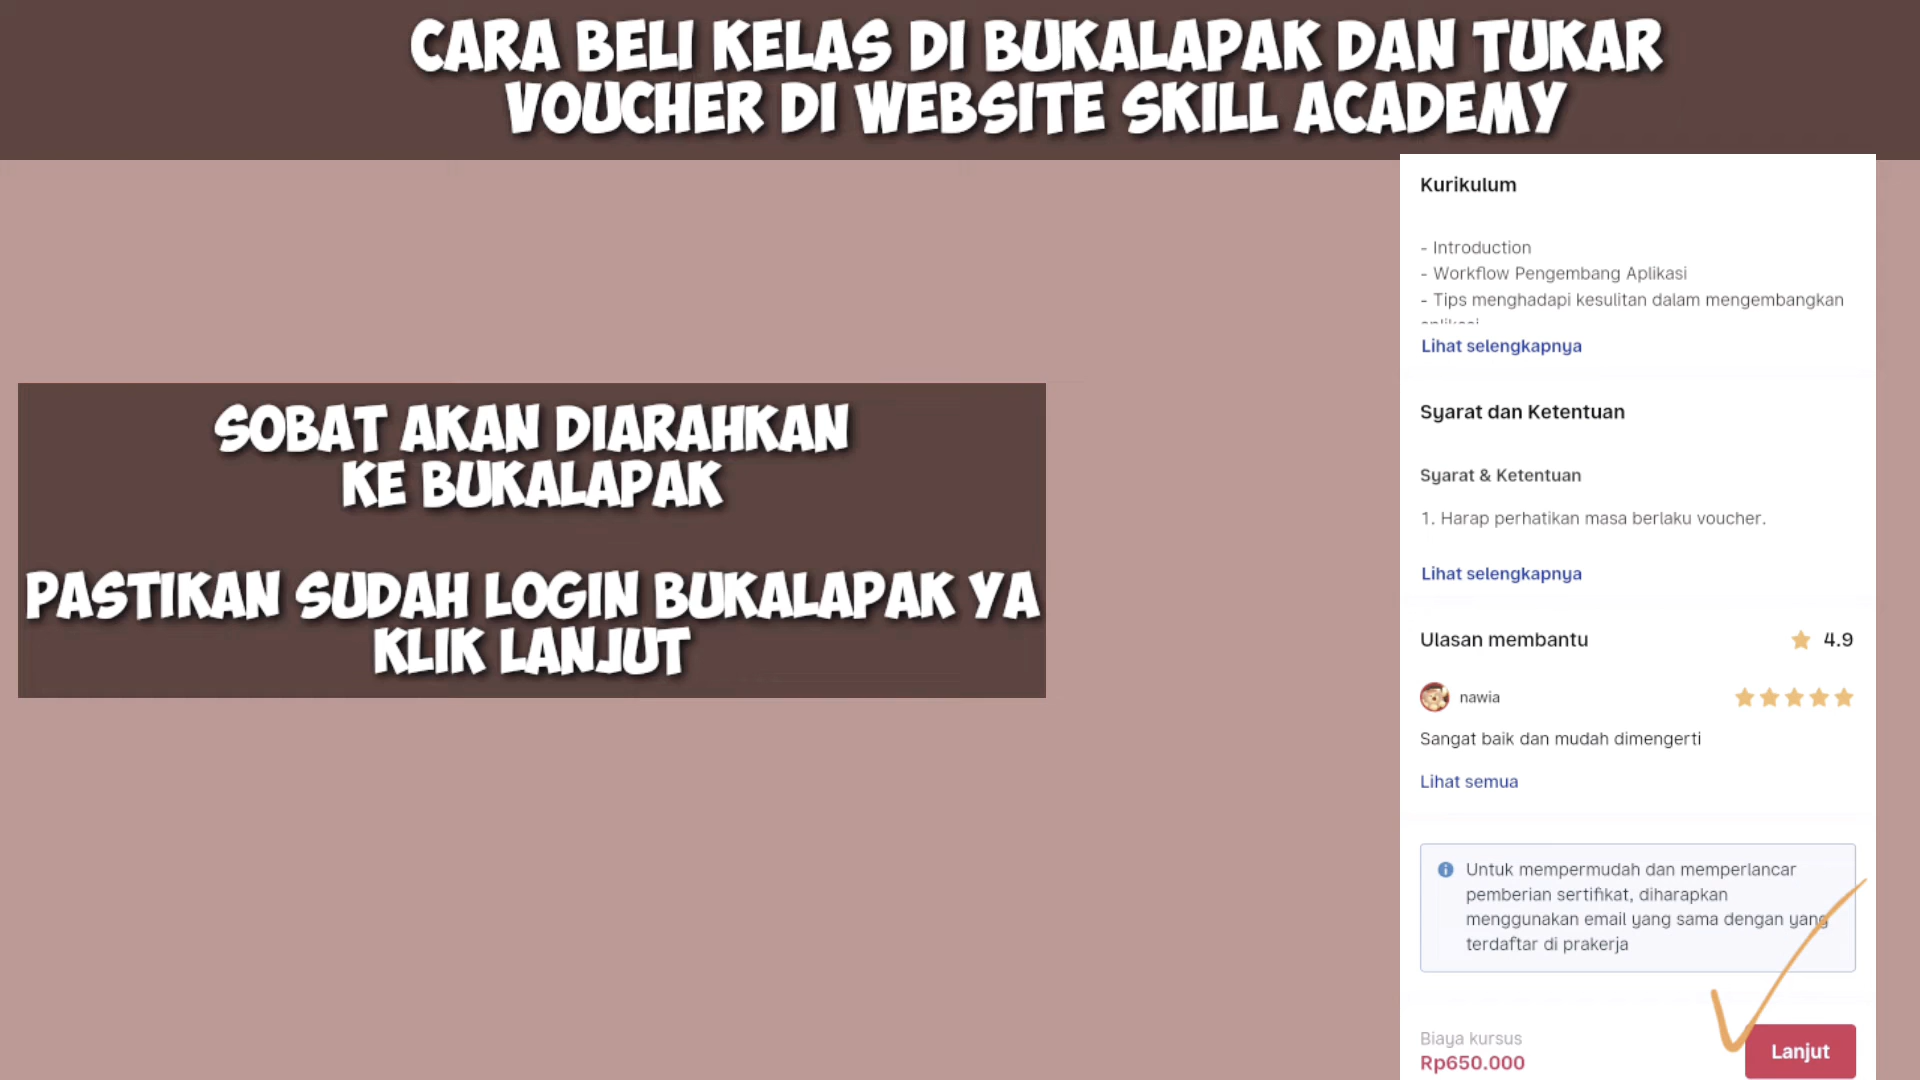 CARA BELI KELAS DI BUKALAPAK DAN TUKAR
VOUCHER DI WEBSITE SKILL ACADEMY
SOBAT AKAN DIARAHKAN
KE BUKALAPAK
PASTIKAN SUDAH LOGIN BUKALAPAK YA
KLIK LANJUT
Kurikulum
- Introduction
- Workflow Pengembang Aplikasi
- Tips menghadapi kesulitan dalam mengembangkan
Lihat selengkapnya
Syarat dan Ketentuan
Syarat & Ketentuan
1. Harap perhatikan masa berlaku voucher.
Lihat selengkapnya
Ulasan membantu
4.9
nawia
Sangat baik dan mudah dimengerti
Lihat semua
Untuk mempermudah dan memperlancar
pemberian sertifikat, diharapkan
menggunakan email yang sama dengan yang
terdaftar di prakerja
Biaya kursus
Rp650.000
Lanjut